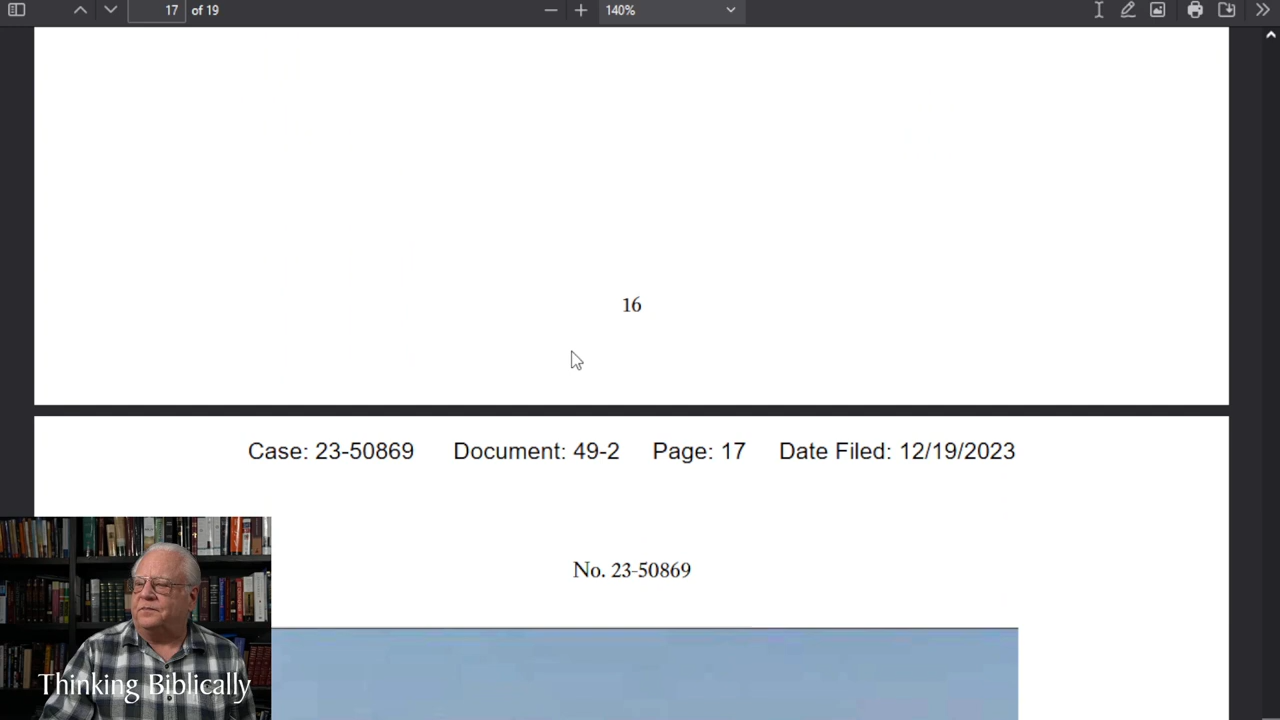 17 of 19 140%
16
Case: 23-50869 Document: 49-2 Page: 17 Date Filed: 12/19/2023
No. 23-50869
Thinking Biblically